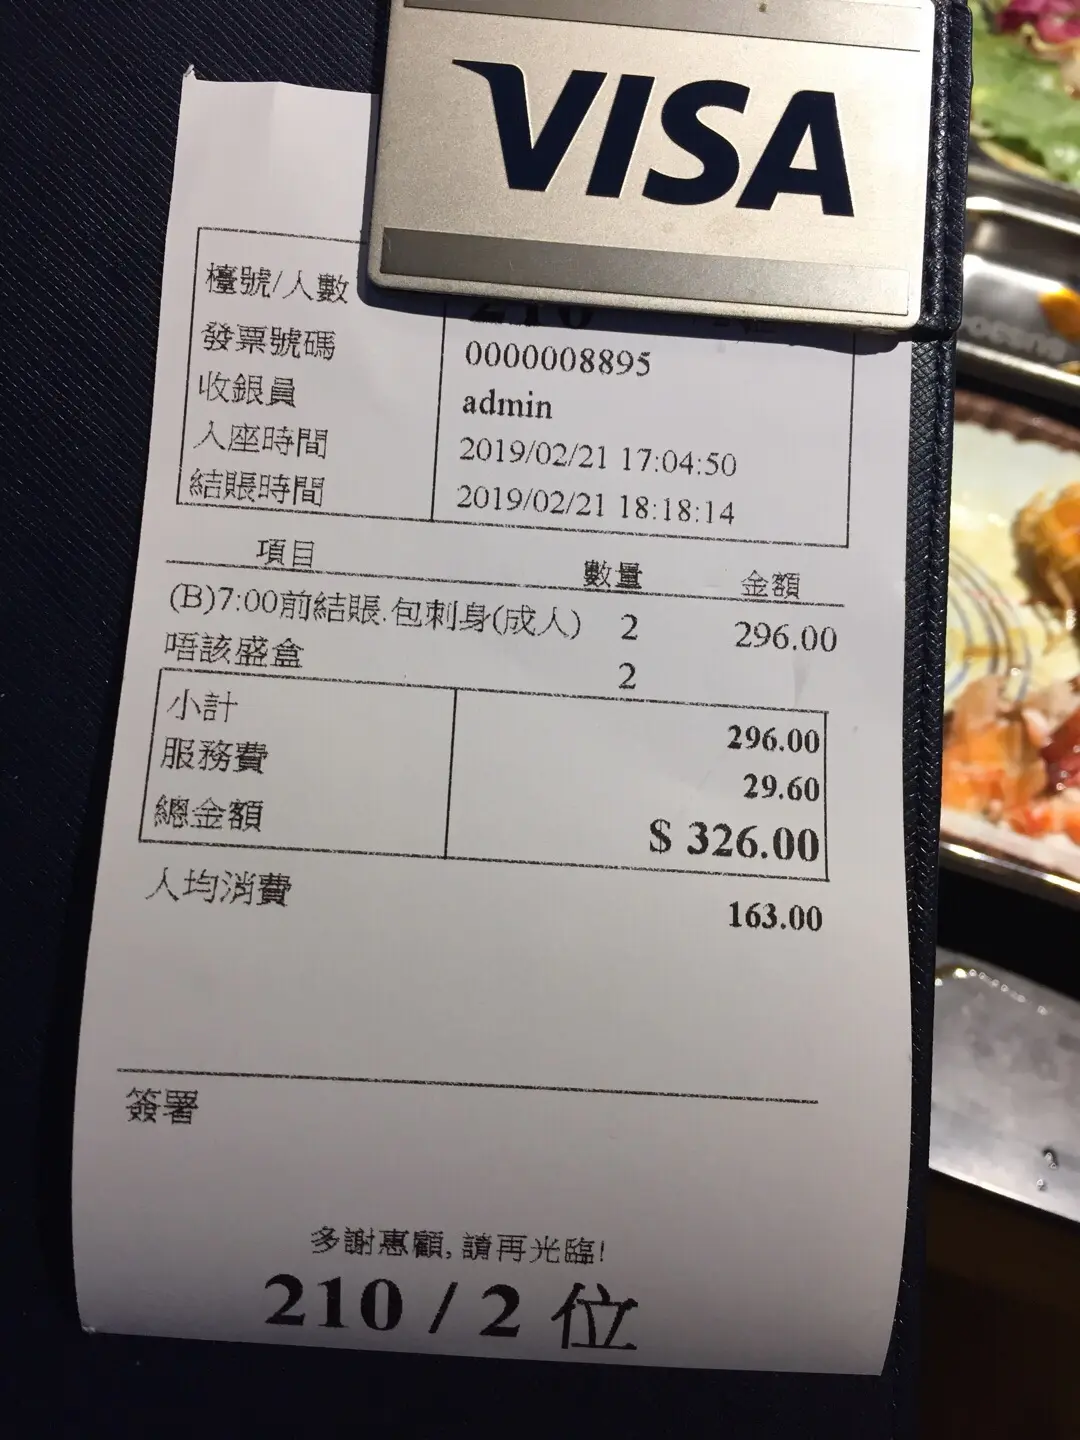 VISA
檯號/人數 210
發票號碼 0000008895
收銀員 admin
入座時間 2019/02/21 17:04:50
結賬時間 2019/02/21 18:18:14
項目 數量 金額
(B)7:00前結賬.包刺身(成人) 2 296.00
唔該盛盒 2
小計 296.00
服務費 29.60
總金額 $ 326.00
人均消費 163.00
簽署
多謝惠顧, 請再光臨!
210 / 2 位